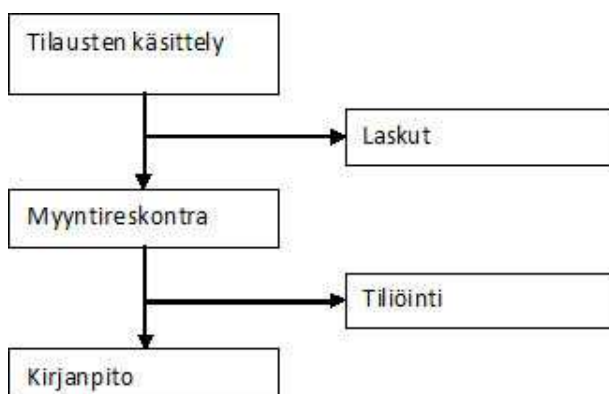 Tilausten käsittely
Laskut
Myyntireskontra
Tiliöinti
Kirjanpito